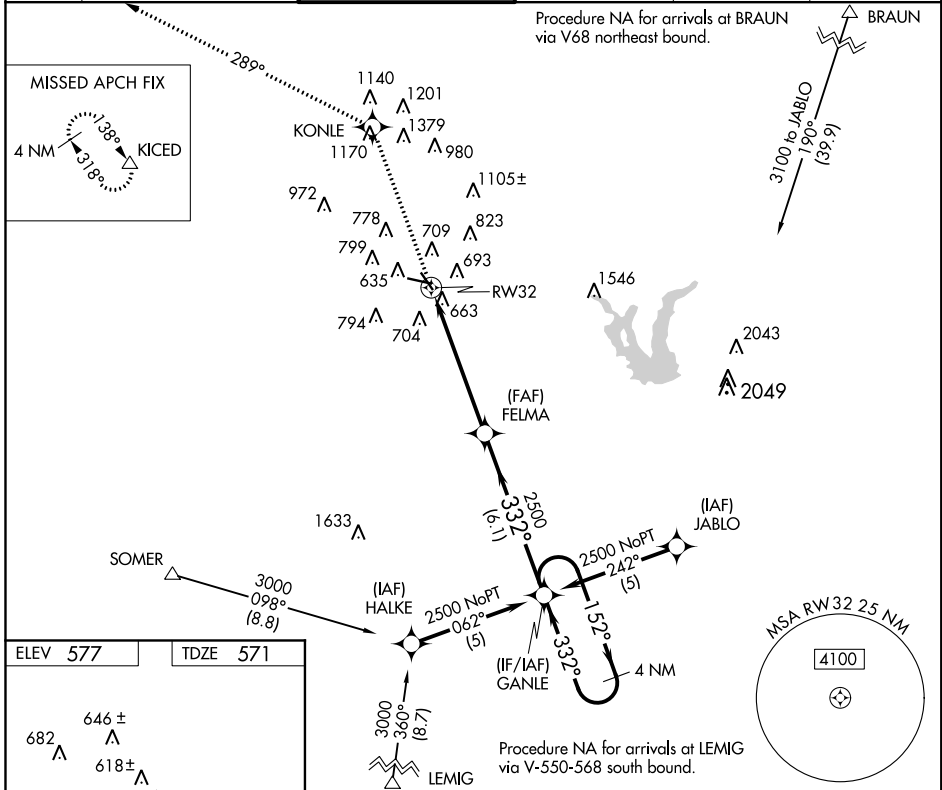 Procedure NA for arrivals at BRAUN
via V68 northeast bound.
BRAUN
289°
MISSED APCH FIX
138°
4 NM
KICED
318°
1140
1201
KONLE
1379
1170
980
3100 to JABLO
190°
(39.9)
972
1105±
778
709
823
799
693
635
RW32
1546
663
794
704
2043
2049
(FAF)
FELMA
2500
332°
(6.1)
1633
(IAF)
JABLO
SOMER
2500 NoPT
242°
(5)
3000
098°
(8.8)
(IAF)
HALKE
2500 NoPT
062°
(5)
152°
332°
4 NM
(IF/IAF)
GANLE
MSA RW32 25 NM
4100
ELEV 577
TDZE 571
3000
360°
(8.7)
646 ±
682
618±
LEMIG
Procedure NA for arrivals at LEMIG
via V-550-568 south bound.